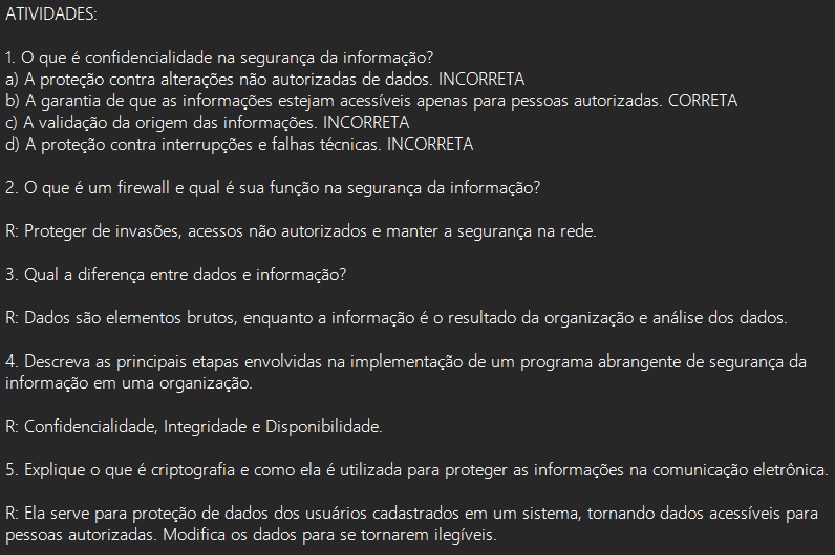 ATIVIDADES:
1. O que é confidencialidade na segurança da informação?
a) A proteção contra alterações não autorizadas de dados. INCORRETA
b) A garantia de que as informações estejam acessíveis apenas para pessoas autorizadas. CORRETA
c) A validação da origem das informações. INCORRETA
d) A proteção contra interrupções e falhas técnicas. INCORRETA
2. O que é um firewall e qual é sua função na segurança da informação?
R: Proteger de invasões, acessos não autorizados e manter a segurança na rede.
3. Qual a diferença entre dados e informação?
R: Dados são elementos brutos, enquanto a informação é o resultado da organização e análise dos dados.
4. Descreva as principais etapas envolvidas na implementação de um programa abrangente de segurança da
informação em uma organização.
R: Confidencialidade, Integridade e Disponibilidade.
5. Explique o que é criptografia e como ela é utilizada para proteger as informações na comunicação eletrônica.
R: Ela serve para proteção de dados dos usuários cadastrados em um sistema, tornando dados acessíveis para
pessoas autorizadas. Modifica os dados para se tornarem ilegíveis.